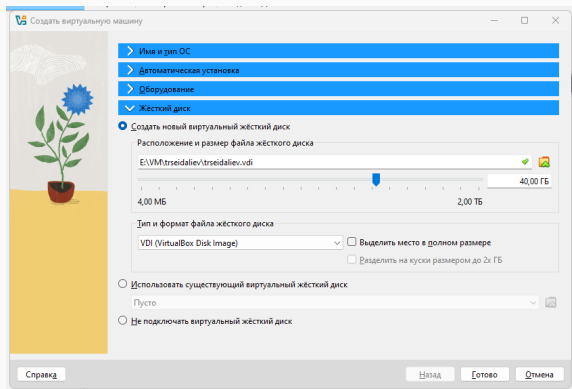 Создать виртуальную машину
Имя и тип ОС
Автоматическая установка
Оборудование
Жёсткий диск
Создать новый виртуальный жёсткий диск
Расположение и размер файла жёсткого диска
E:\VM\trseidaliev\trseidaliev.vdi
40,00 ГБ
4,00 МБ 2,00 ТБ
Тип и формат файла жёсткого диска
VDI (VirtualBox Disk Image) Выделить место в полном размере
Разделить на куски размером до 2х ГБ
Использовать существующий виртуальный жёсткий диск
Пусто
Не подключать виртуальный жёсткий диск
Справка Назад Готово Отмена